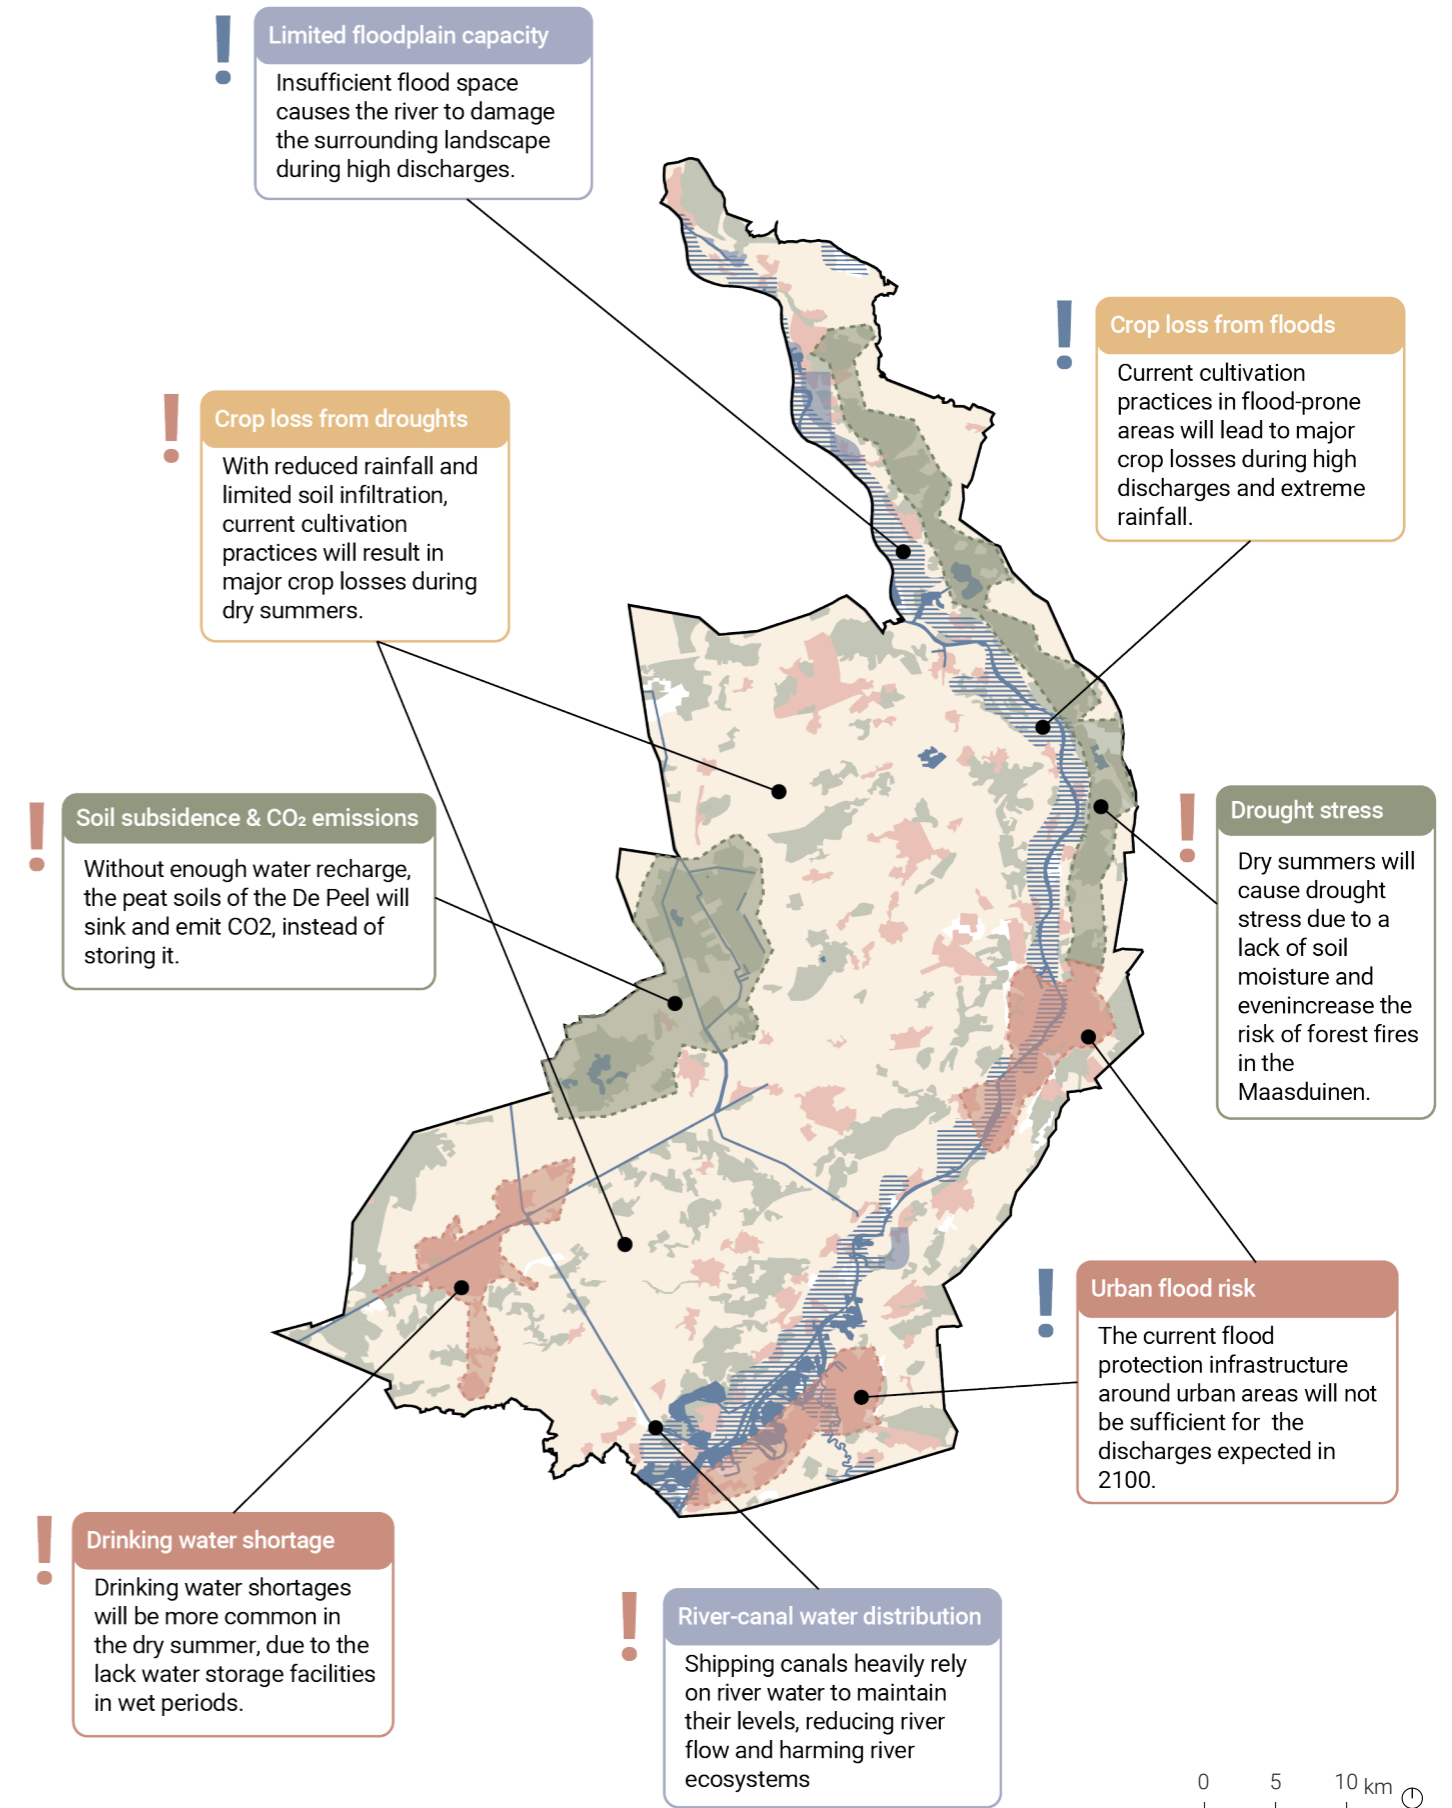 Limited floodplain capacity
Insufficient flood space
causes the river to damage
the surrounding landscape
during high discharges.
Crop loss from floods
Current cultivation
practices in flood-prone
areas will lead to major
crop losses during high
discharges and extreme
rainfall.
Crop loss from droughts
With reduced rainfall and
limited soil infiltration,
current cultivation
practices will result in
major crop losses during
dry summers.
Soil subsidence & CO₂ emissions
Without enough water recharge,
the peat soils of the De Peel will
sink and emit CO2, instead of
storing it.
Drought stress
Dry summers will
cause drought
stress due to a
lack of soil
moisture and
evenincrease the
risk of forest fires
in the
Maasduinen.
Urban flood risk
The current flood
protection infrastructure
around urban areas will not
be sufficient for  the
discharges expected in
2100.
Drinking water shortage
Drinking water shortages
will be more common in
the dry summer, due to the
lack water storage facilities
in wet periods.
River-canal water distribution
Shipping canals heavily rely
on river water to maintain
their levels, reducing river
flow and harming river
ecosystems
0 5 10 km